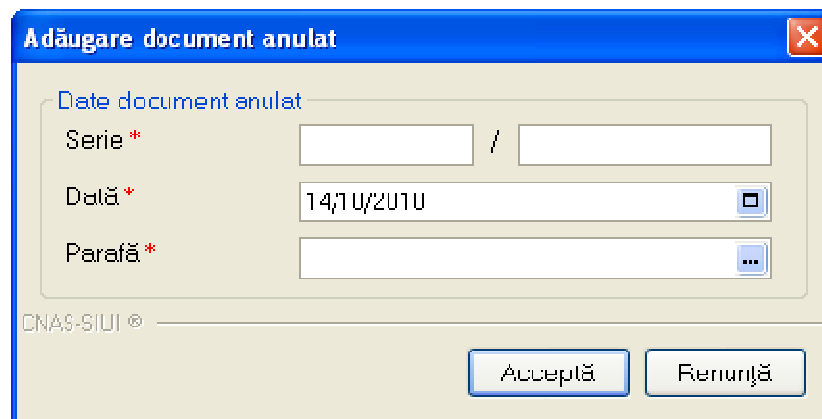 Adăugare document anulat
Date document anulat
Serie * /
Dată * 14/10/2010
Parafă * ...
CNAS-SIUI ®
Acceptă Renunţă